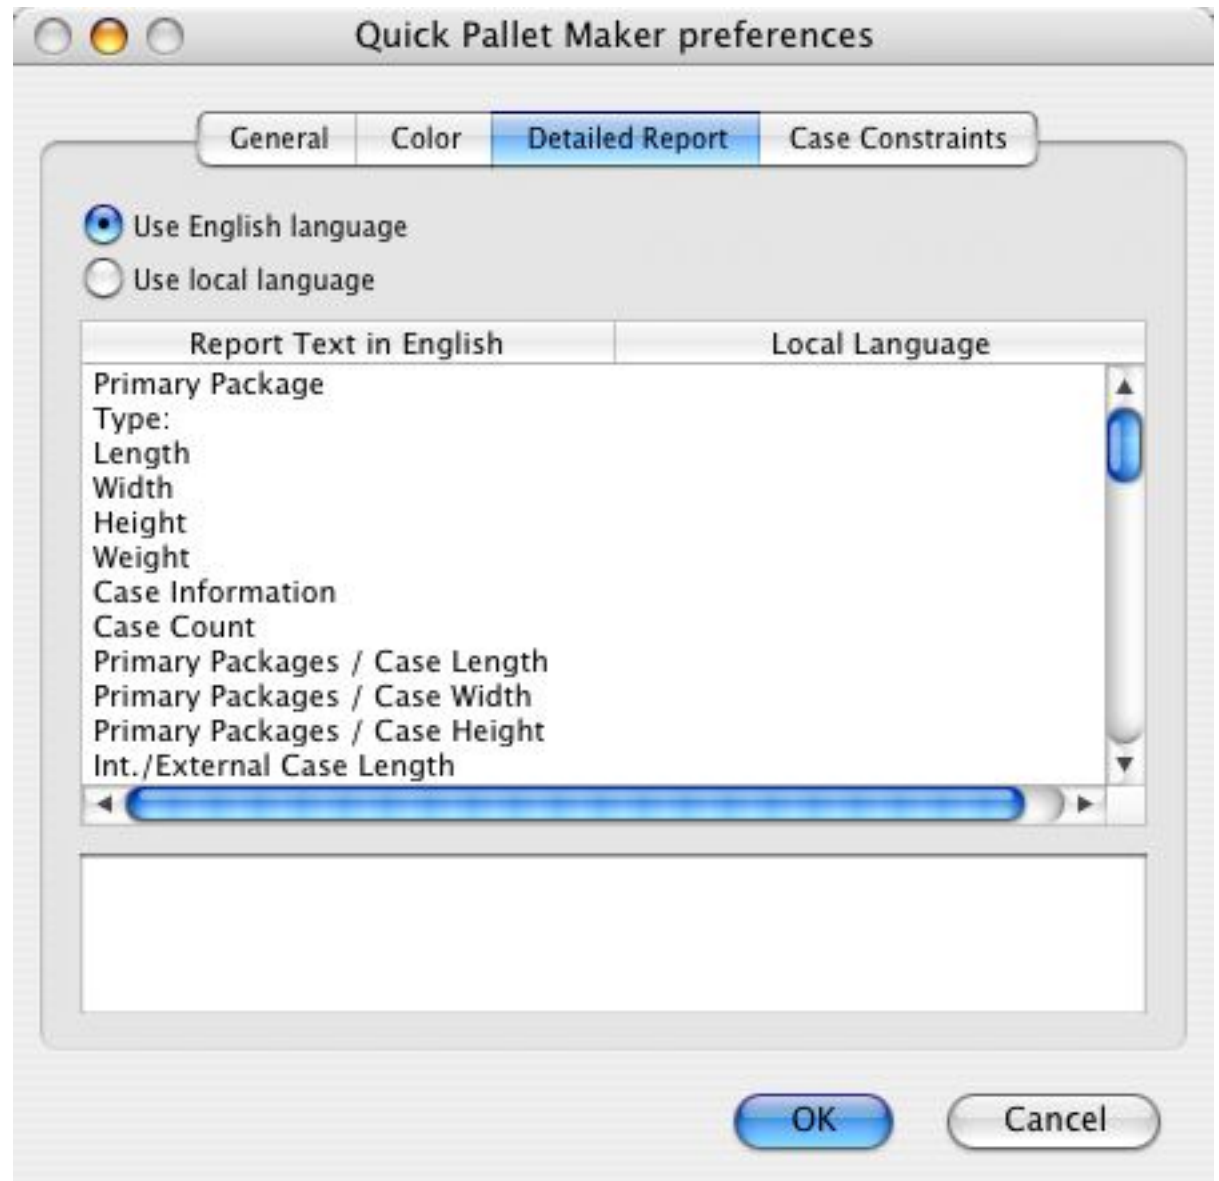 Quick Pallet Maker preferences
General Color Detailed Report Case Constraints
Use English language
Use local language
Report Text in English Local Language
Primary Package
Type:
Length
Width
Height
Weight
Case Information
Case Count
Primary Packages / Case Length
Primary Packages / Case Width
Primary Packages / Case Height
Int./External Case Length
OK Cancel